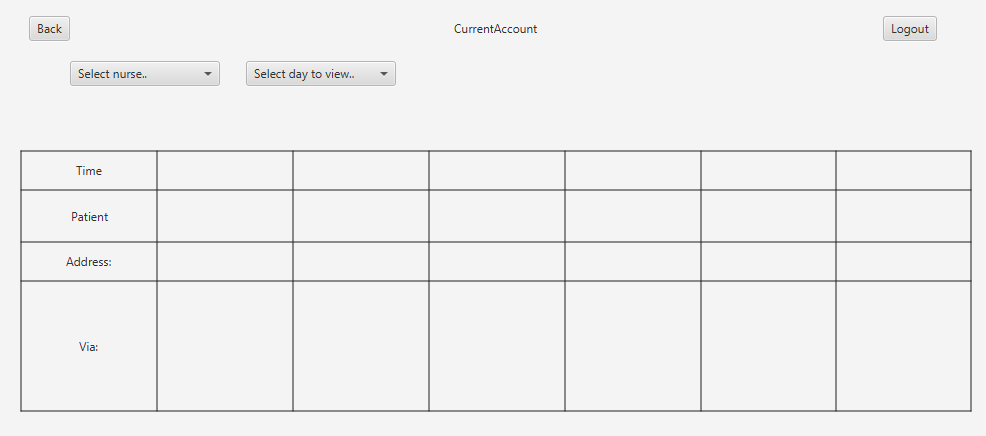 Back
CurrentAccount
Logout
Select nurse..
Select day to view..
Time
Patient
Address:
Via: